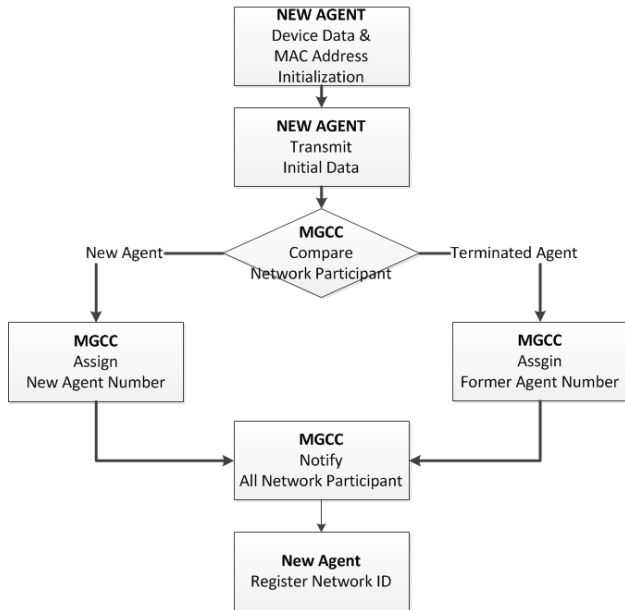 NEW AGENT
Device Data &
MAC Address
Initialization
NEW AGENT
Transmit
Initial Data
MGCC
Compare
Network Participant
New Agent
Terminated Agent
MGCC
Assign
New Agent Number
MGCC
Assgin
Former Agent Number
MGCC
Notify
All Network Participant
New Agent
Register Network ID